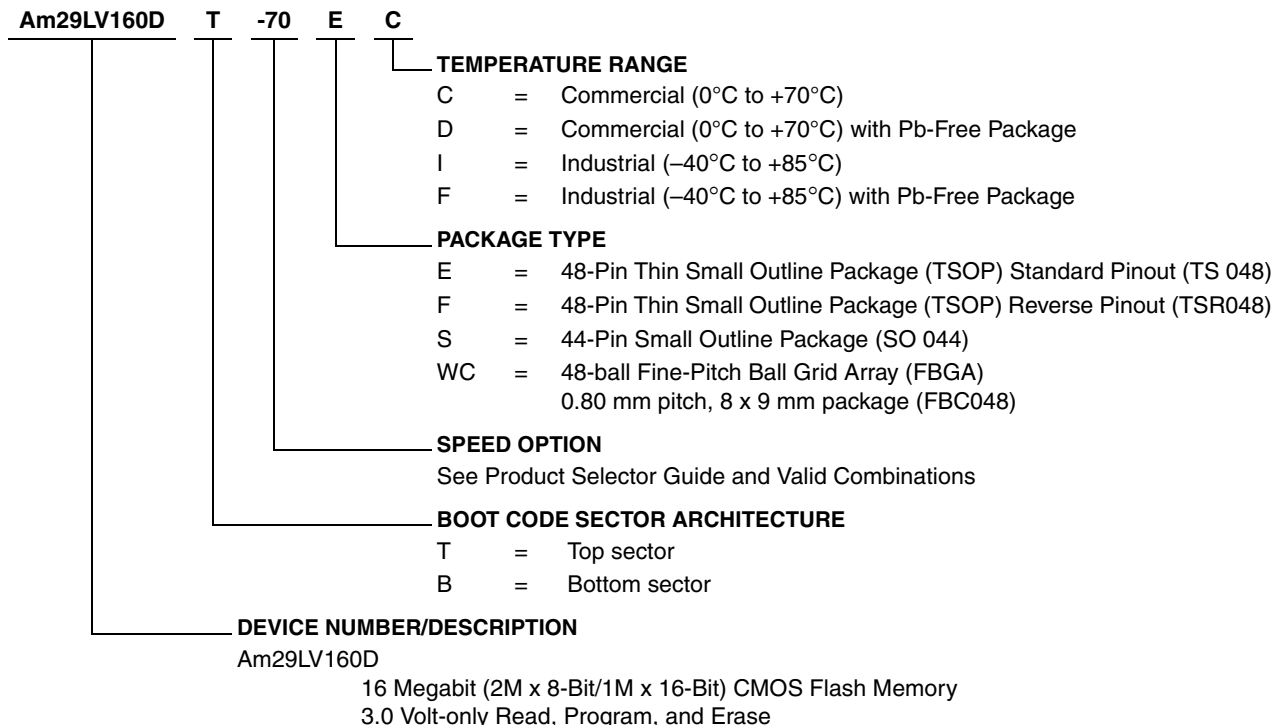 Am29LV160D T -70 E C
TEMPERATURE RANGE
C = Commercial (0°C to +70°C)
D = Commercial (0°C to +70°C) with Pb-Free Package
I = Industrial (–40°C to +85°C)
F = Industrial (–40°C to +85°C) with Pb-Free Package
PACKAGE TYPE
E = 48-Pin Thin Small Outline Package (TSOP) Standard Pinout (TS 048)
F = 48-Pin Thin Small Outline Package (TSOP) Reverse Pinout (TSR048)
S = 44-Pin Small Outline Package (SO 044)
WC = 48-ball Fine-Pitch Ball Grid Array (FBGA)
0.80 mm pitch, 8 x 9 mm package (FBC048)
SPEED OPTION
See Product Selector Guide and Valid Combinations
BOOT CODE SECTOR ARCHITECTURE
T = Top sector
B = Bottom sector
DEVICE NUMBER/DESCRIPTION
Am29LV160D
16 Megabit (2M x 8-Bit/1M x 16-Bit) CMOS Flash Memory
3.0 Volt-only Read, Program, and Erase